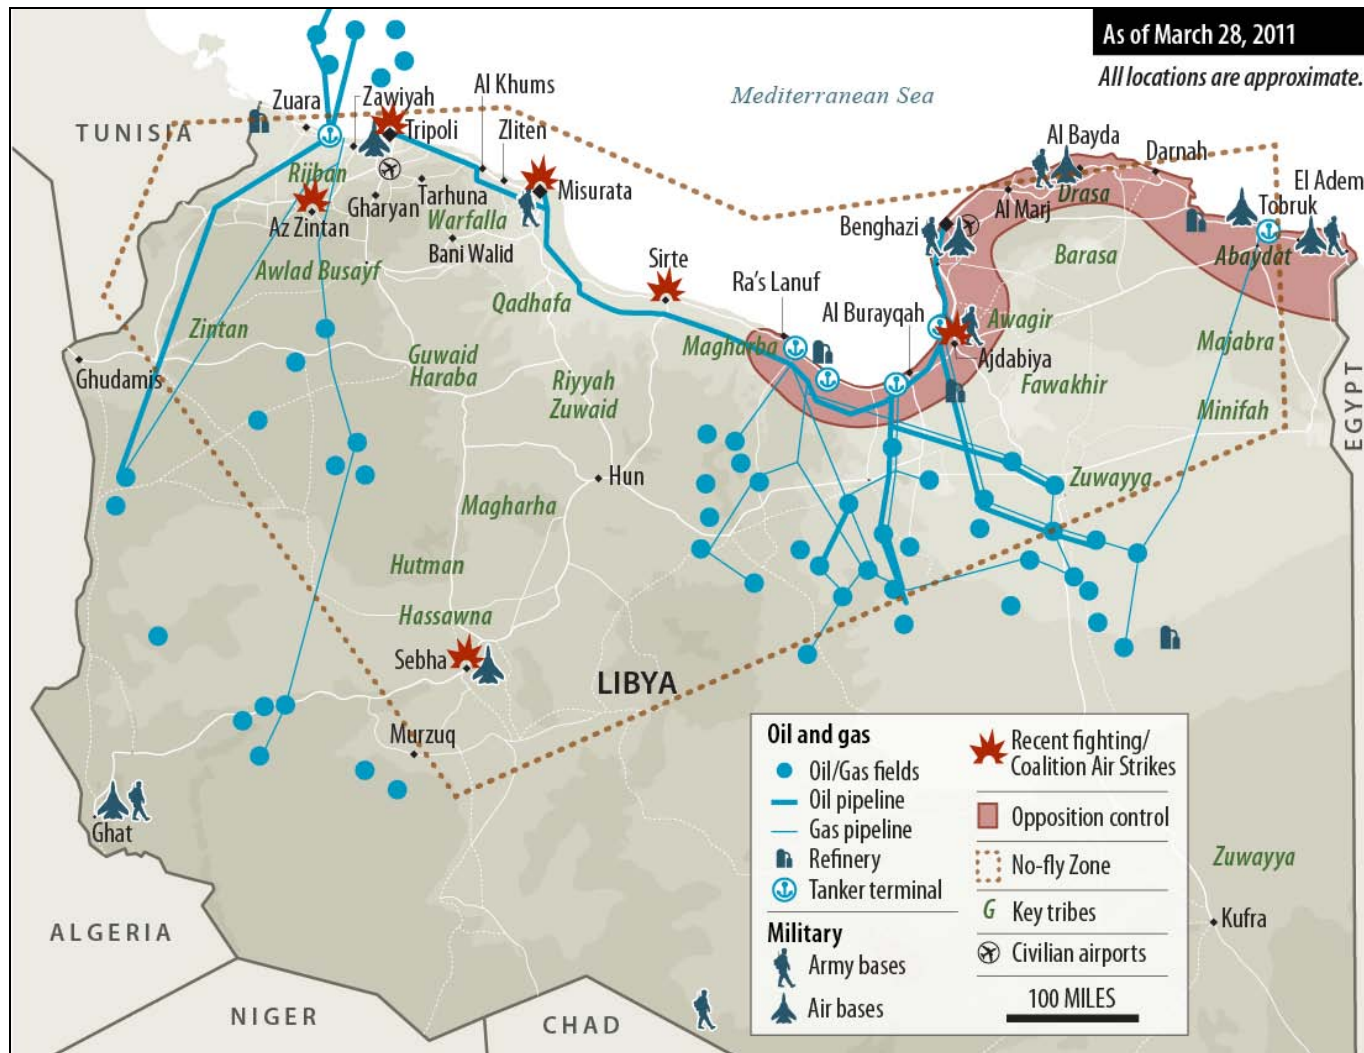 As of March 28, 2011
All locations are approximate.
Mediterranean Sea
TUNISIA
Zuara
Zawiyah
Al Khums
Tripoli
Zliten
Rijban
Misurata
Tarhuna
Gharyan
Warfalla
Az Zintan
Bani Walid
Awlad Busayf
Sirte
Qadhafa
Zintan
Ghudamis
Guwaid
Haraba
Riyyah
Zuwaid
Hun
Magharha
Hutman
Hassawna
Sebha
LIBYA
Murzuq
Ghat
Al Bayda
Darnah
Drasa
El Adem
Tobruk
Al Marj
Benghazi
Barasa
Abaydat
Ra's Lanuf
Al Burayqah
Awagir
Magharba
Ajdabiya
Majabra
Fawakhir
Minifah
Zuwayya
EGYPT
Zuwayya
Kufra
ALGERIA
NIGER
CHAD
Oil and gas
Oil/Gas fields
Oil pipeline
Gas pipeline
Refinery
Tanker terminal
Military
Army bases
Air bases
Recent fighting/
Coalition Air Strikes
Opposition control
No-fly Zone
G Key tribes
Civilian airports
100 MILES